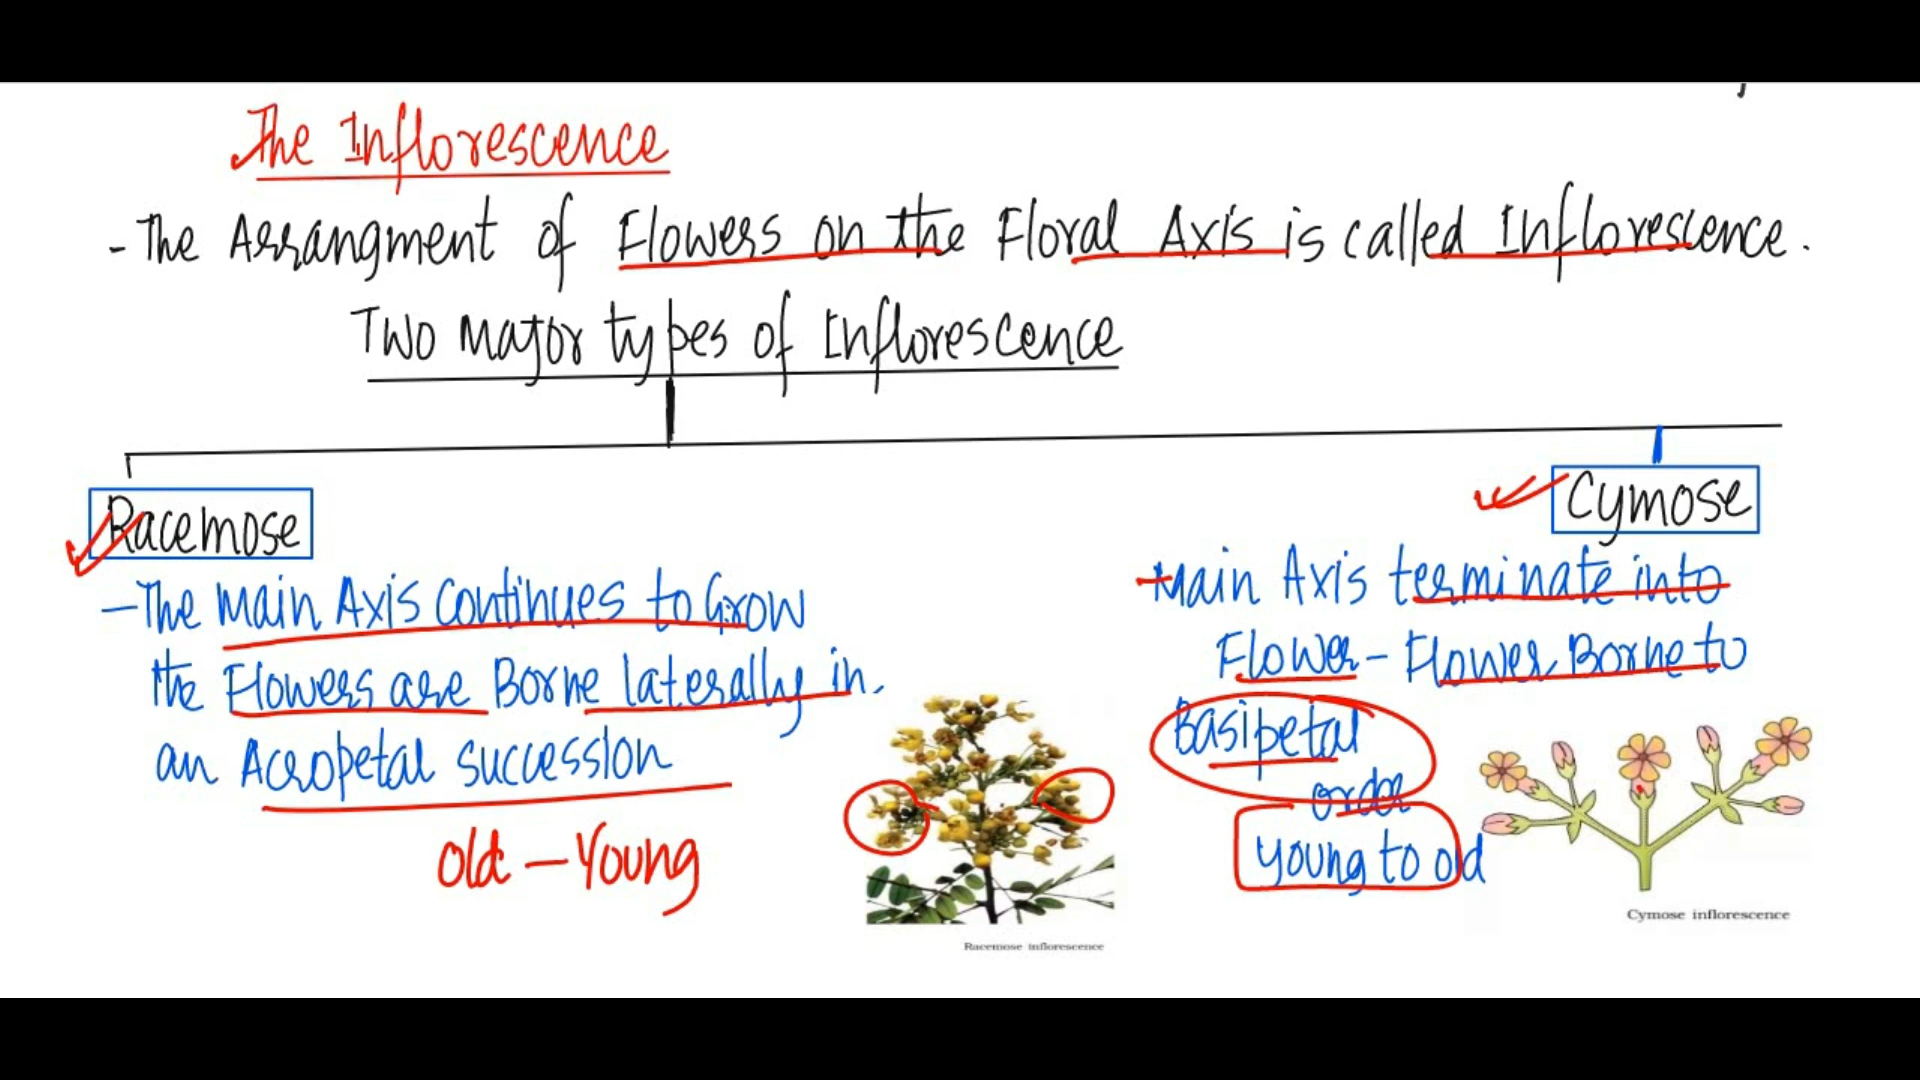 The Inflorescence
- The Arrangment of Flowers on the Floral Axis is called Inflorescence.
Two Major types of Inflorescence
Racemose
- The Main Axis Continues to Grow
the Flowers are Borne laterally in
an Acropetal succession
Old - Young
Racemose inflorescence
Cymose
Main Axis terminate into
Flower - Flower Borne to
Basipetal
order
young to old
Cymose inflorescence